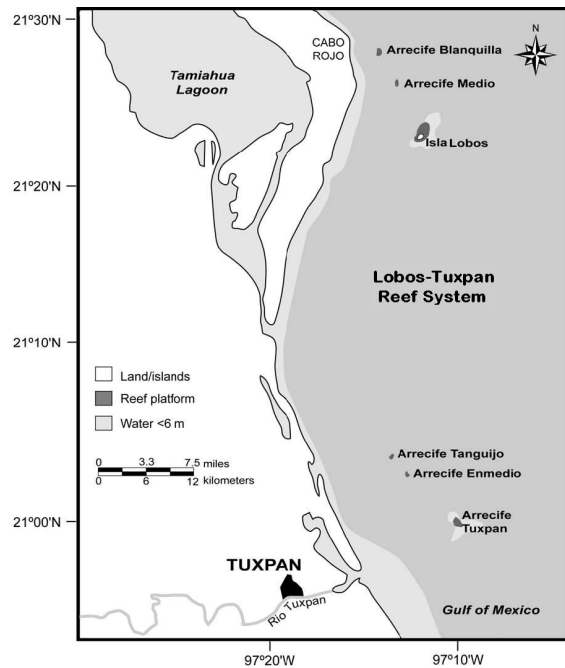 21°30'N
CABO
ROJO
N
Arrecife Blanquilla
Tamiahua
Lagoon
Arrecife Medio
Isla Lobos
21°20'N
Lobos-Tuxpan
Reef System
21°10'N
Land/islands
Reef platform
Water <6 m
0 3.3 7.5 miles
0 6 12 kilometers
Arrecife Tanguijo
Arrecife Enmedio
Arrecife
Tuxpan
21°00'N
TUXPAN
Rio Tuxpan
Gulf of Mexico
97°20'W
97°10'W